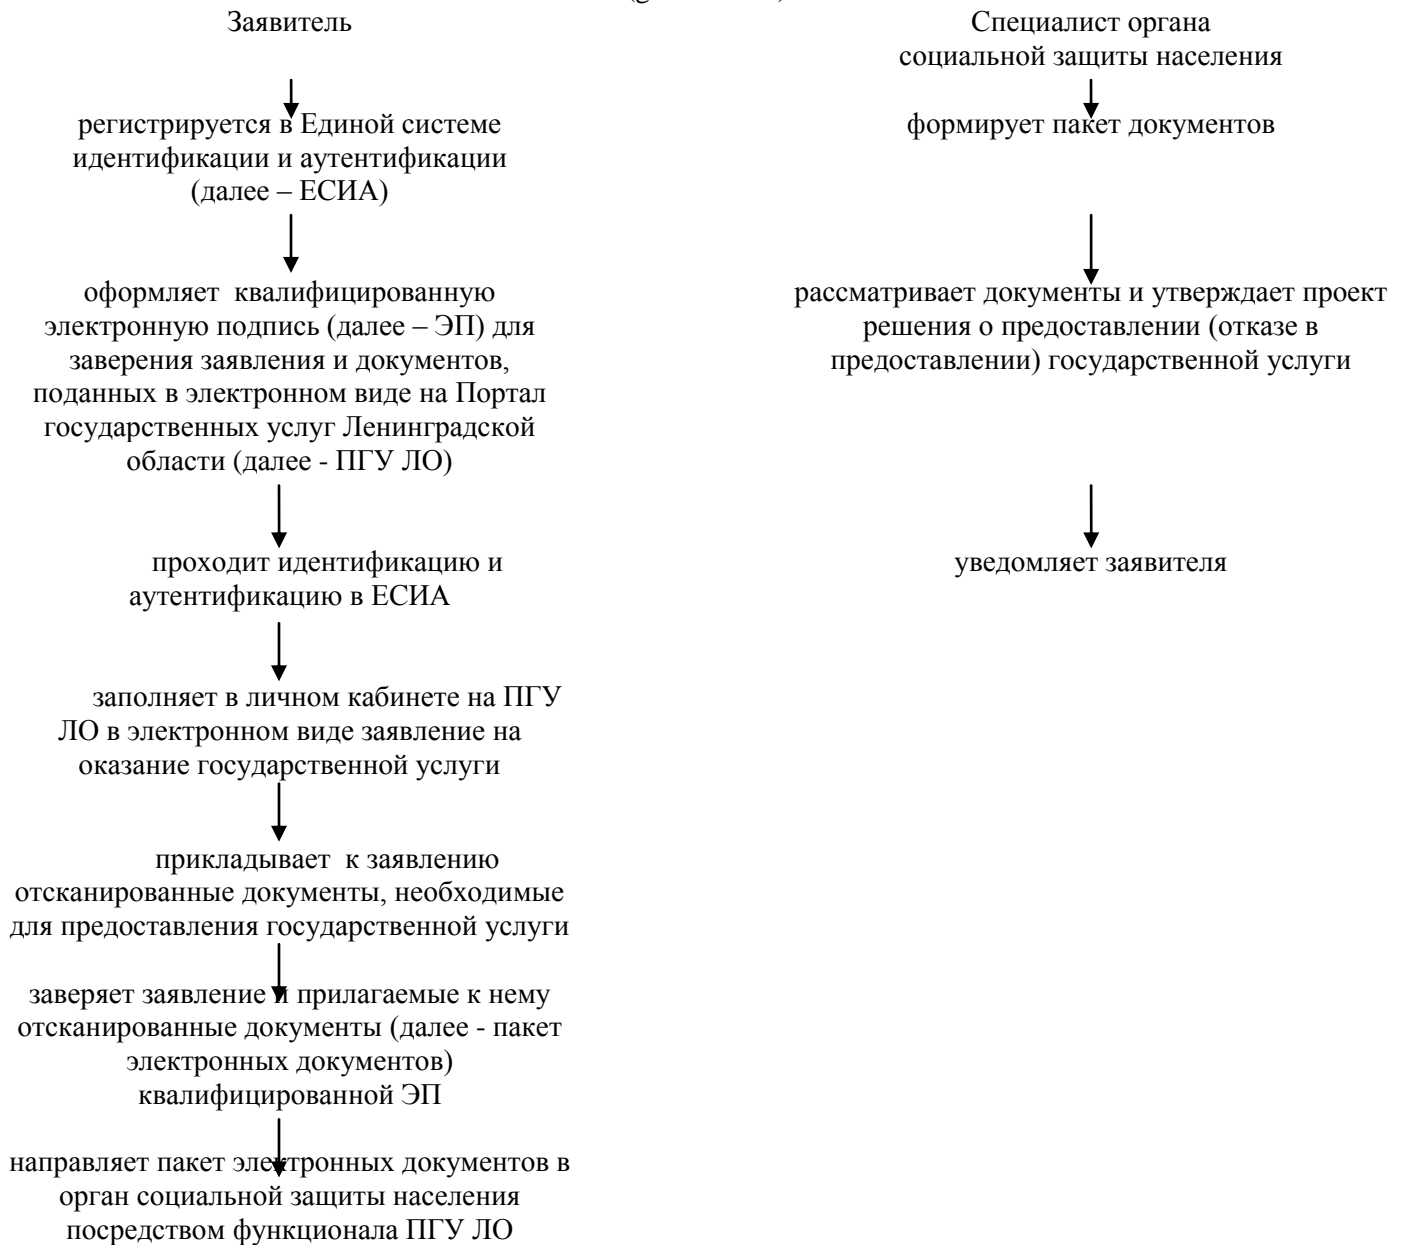 Заявитель
регистрируется в Единой системе
идентификации и аутентификации
(далее – ЕСИА)
оформляет квалифицированную
электронную подпись (далее – ЭП) для
заверения заявления и документов,
поданных в электронном виде на Портал
государственных услуг Ленинградской
области (далее - ПГУ ЛО)
проходит идентификацию и
аутентификацию в ЕСИА
заполняет в личном кабинете на ПГУ
ЛО в электронном виде заявление на
оказание государственной услуги
прикладывает к заявлению
отсканированные документы, необходимые
для предоставления государственной услуги
заверяет заявление и прилагаемые к нему
отсканированные документы (далее - пакет
электронных документов)
квалифицированной ЭП
направляет пакет электронных документов в
орган социальной защиты населения
посредством функционала ПГУ ЛО
Специалист органа
социальной защиты населения
формирует пакет документов
рассматривает документы и утверждает проект
решения о предоставлении (отказе в
предоставлении) государственной услуги
уведомляет заявителя